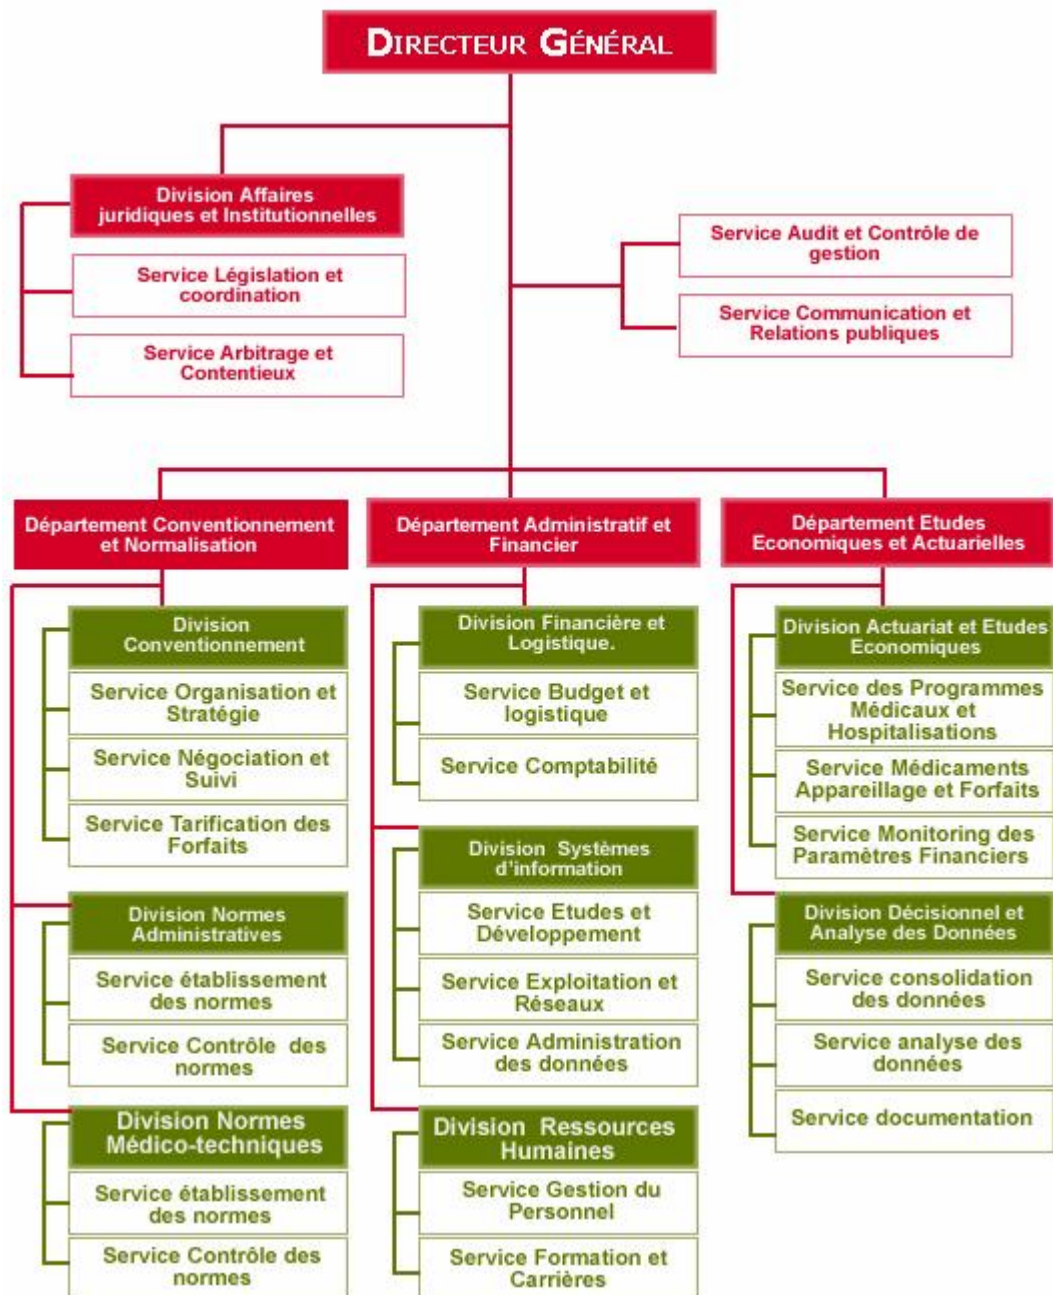 DIRECTEUR GÉNÉRAL
Division Affaires
juridiques et Institutionnelles
Service Législation et
coordination
Service Arbitrage et
Contentieux
Service Audit et Contrôle de
gestion
Service Communication et
Relations publiques
Département Conventionnement
et Normalisation
Division
Conventionnement
Service Organisation et
Stratégie
Service Négociation et
Suivi
Service Tarification des
Forfaits
Division Normes
Administratives
Service établissement
des normes
Service Contrôle des
normes
Division Normes
Médico-techniques
Service établissement
des normes
Service Contrôle des
normes
Département Administratif et
Financier
Division Financière et
Logistique.
Service Budget et
logistique
Service Comptabilité
Division Systèmes
d'information
Service Etudes et
Développement
Service Exploitation et
Réseaux
Service Administration
des données
Division Ressources
Humaines
Service Gestion du
Personnel
Service Formation et
Carrières
Département Etudes
Economiques et Actuarielles
Division Actuariat et Etudes
Economiques
Service des Programmes
Médicaux et
Hospitalisations
Service Médicaments
Appareillage et Forfaits
Service Monitoring des
Paramètres Financiers
Division Décisionnel et
Analyse des Données
Service consolidation
des données
Service analyse des
données
Service documentation